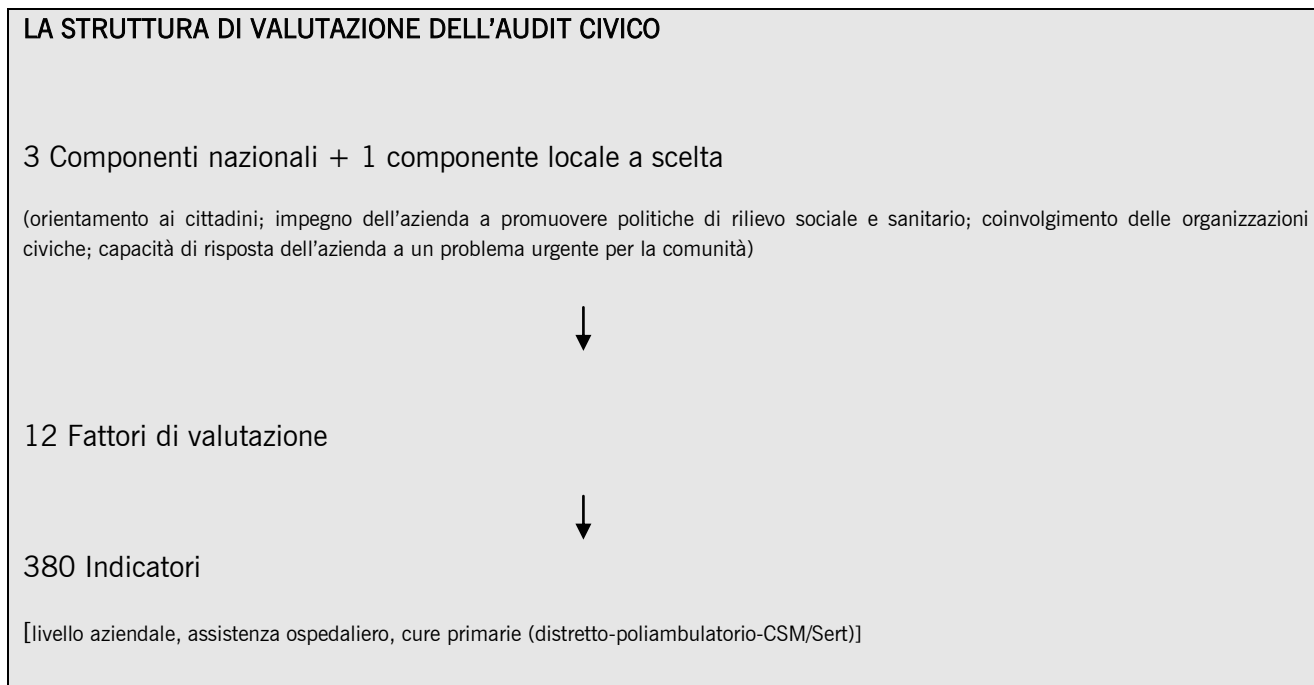 LA STRUTTURA DI VALUTAZIONE DELL'AUDIT CIVICO
3 Componenti nazionali + 1 componente locale a scelta
(orientamento ai cittadini; impegno dell'azienda a promuovere politiche di rilievo sociale e sanitario; coinvolgimento delle organizzazioni
civiche; capacità di risposta dell'azienda a un problema urgente per la comunità)
12 Fattori di valutazione
380 Indicatori
[livello aziendale, assistenza ospedaliero, cure primarie (distretto-poliambulatorio-CSM/Sert)]